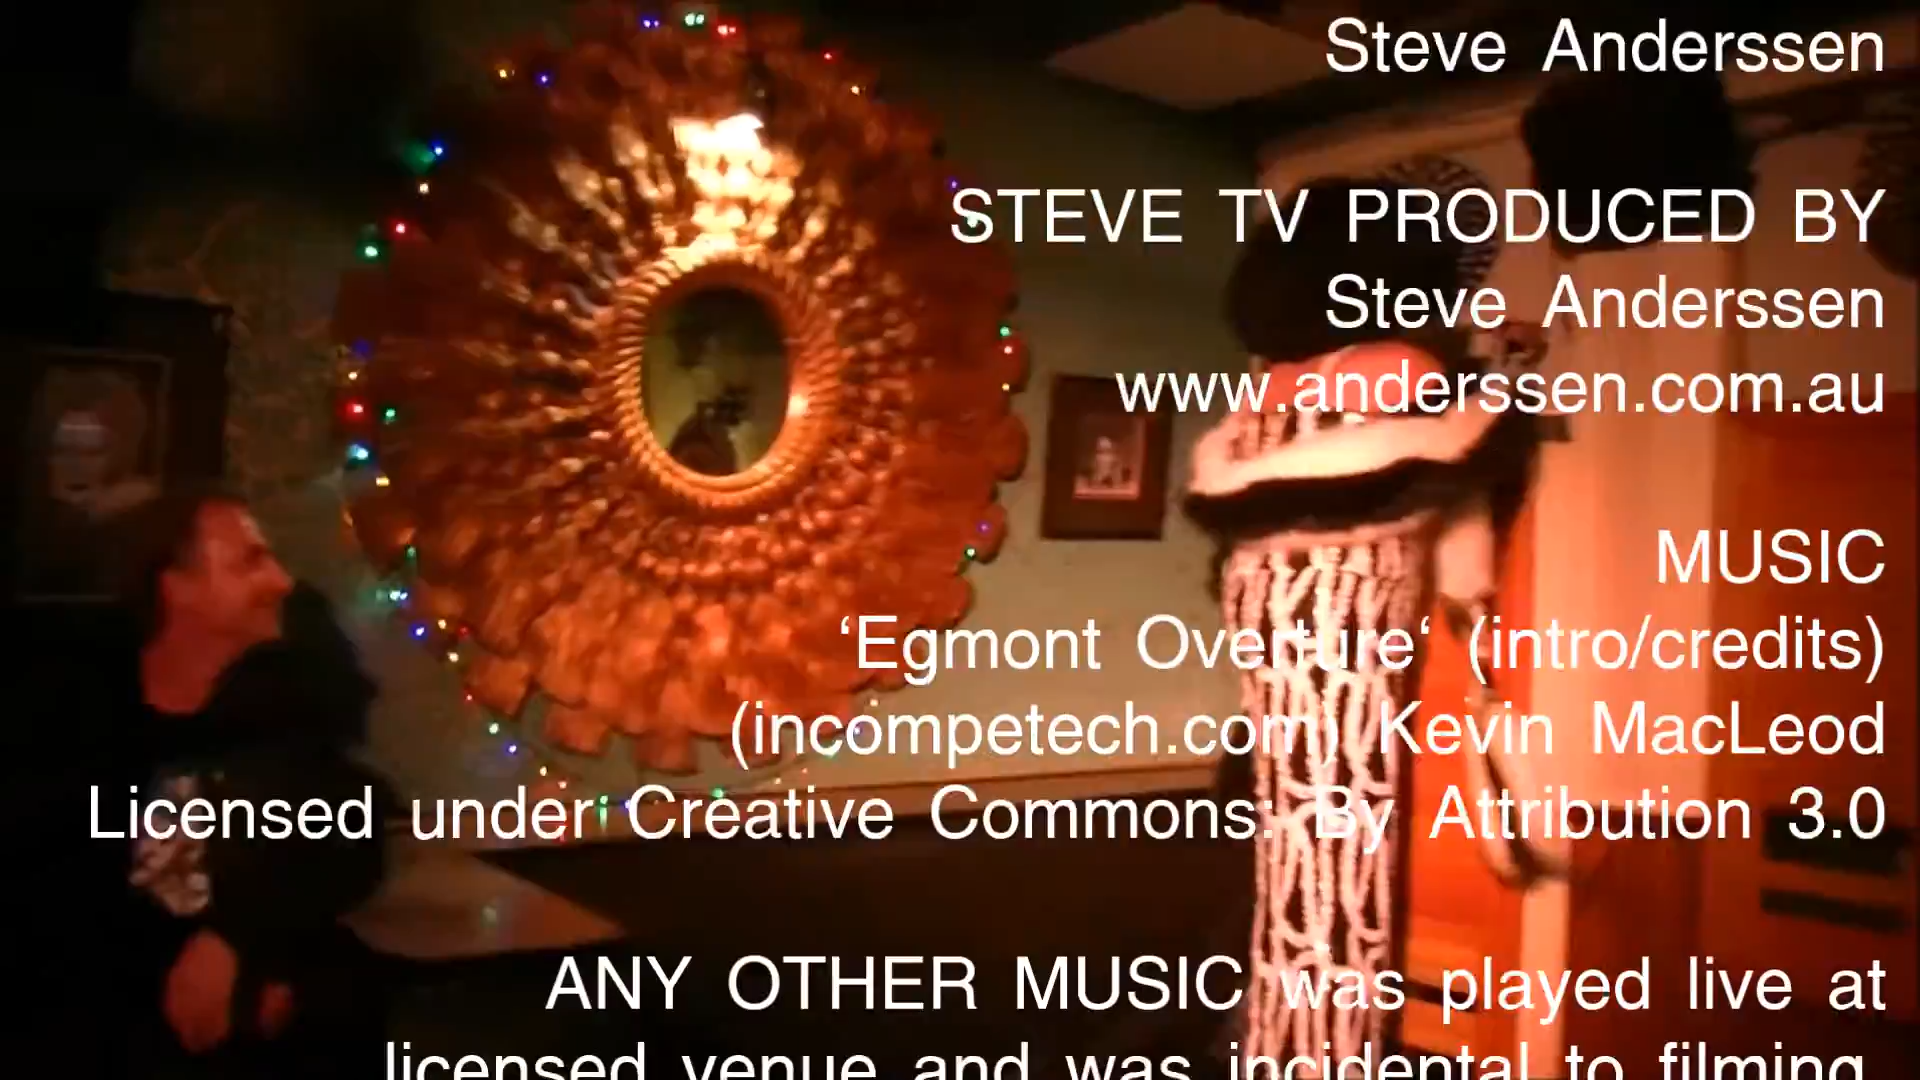 Steve Anderssen
STEVE TV PRODUCED BY
Steve Anderssen
www.anderssen.com.au
MUSIC
‘Egmont Overture‘ (intro/credits)
(incompetech.com) Kevin MacLeod
Licensed under Creative Commons: By Attribution 3.0
ANY OTHER MUSIC was played live at
licensed venue and was incidental to filming.